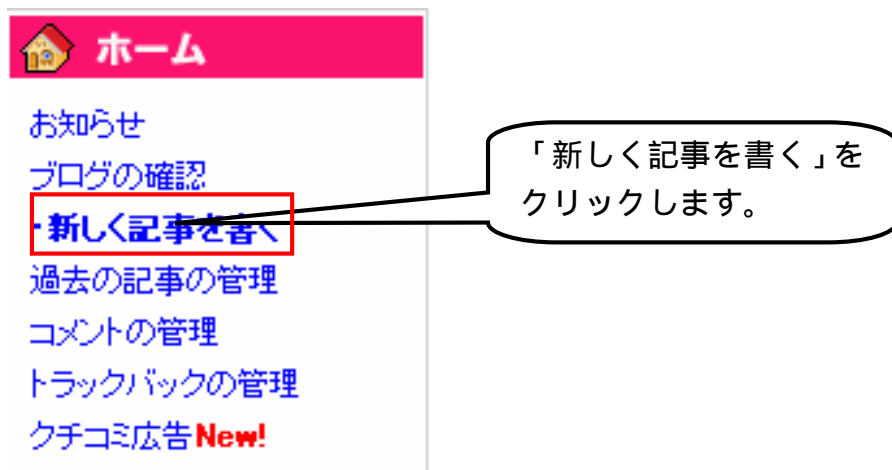 ホーム
お知らせ
ブログの確認
・新しく記事を書く
過去の記事の管理
コメントの管理
トラックバックの管理
クチコミ広告New!
「新しく記事を書く」を
クリックします。